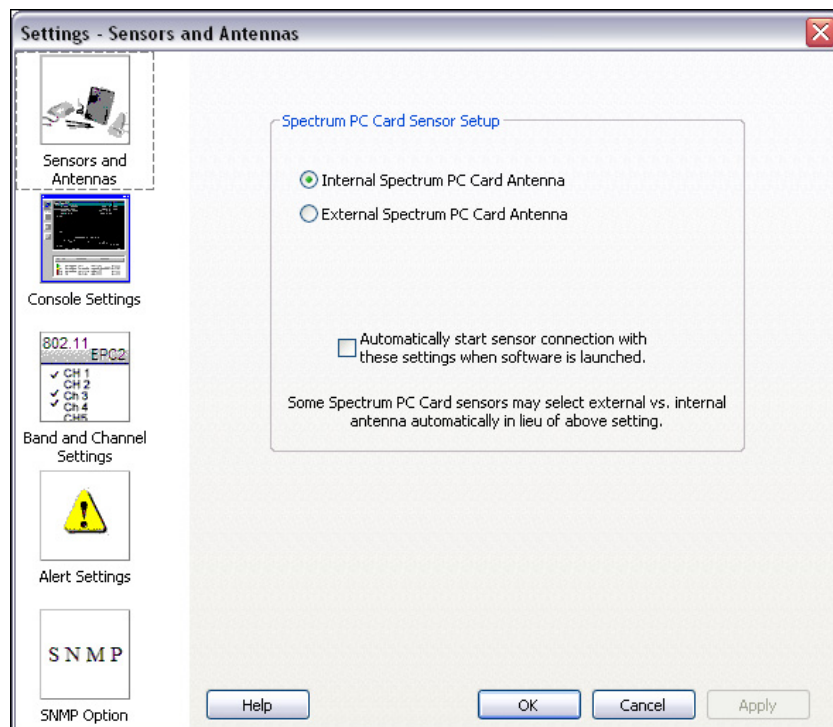 Settings - Sensors and Antennas
Sensors and
Antennas
Console Settings
802.11
EPC2
CH 1
CH 2
Ch 3
Ch 4
CH5
Band and Channel
Settings
Alert Settings
SNMP
SNMP Option
Spectrum PC Card Sensor Setup
Internal Spectrum PC Card Antenna
External Spectrum PC Card Antenna
Automatically start sensor connection with
these settings when software is launched.
Some Spectrum PC Card sensors may select external vs. internal
antenna automatically in lieu of above setting.
Help
OK
Cancel
Apply